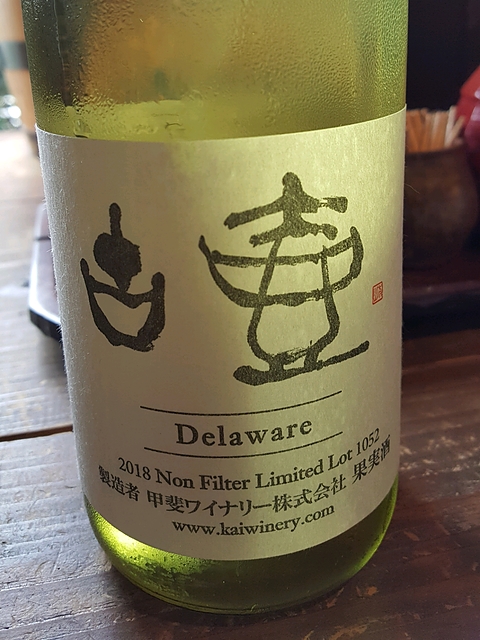 古壷
Delaware
2018 Non Filter Limited Lot 1052
製造者 甲斐ワイナリー株式会社 果実酒
www.kaiwinery.com